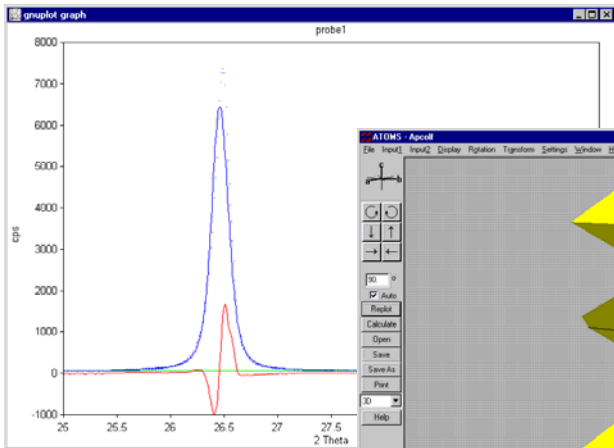 gnuplot graph
probe1
8000
7000
6000
5000
4000
3000
2000
1000
0
-1000
cps
25 25.5 26 26.5 27 27.5
2 Theta
ATOMS - Apcolf
File Input1 Input2 Display Rotation Transform Settings Window H
c
a b
90. °
Auto
Replot
Calculate
Open
Save
Save As
Print
3D
Help